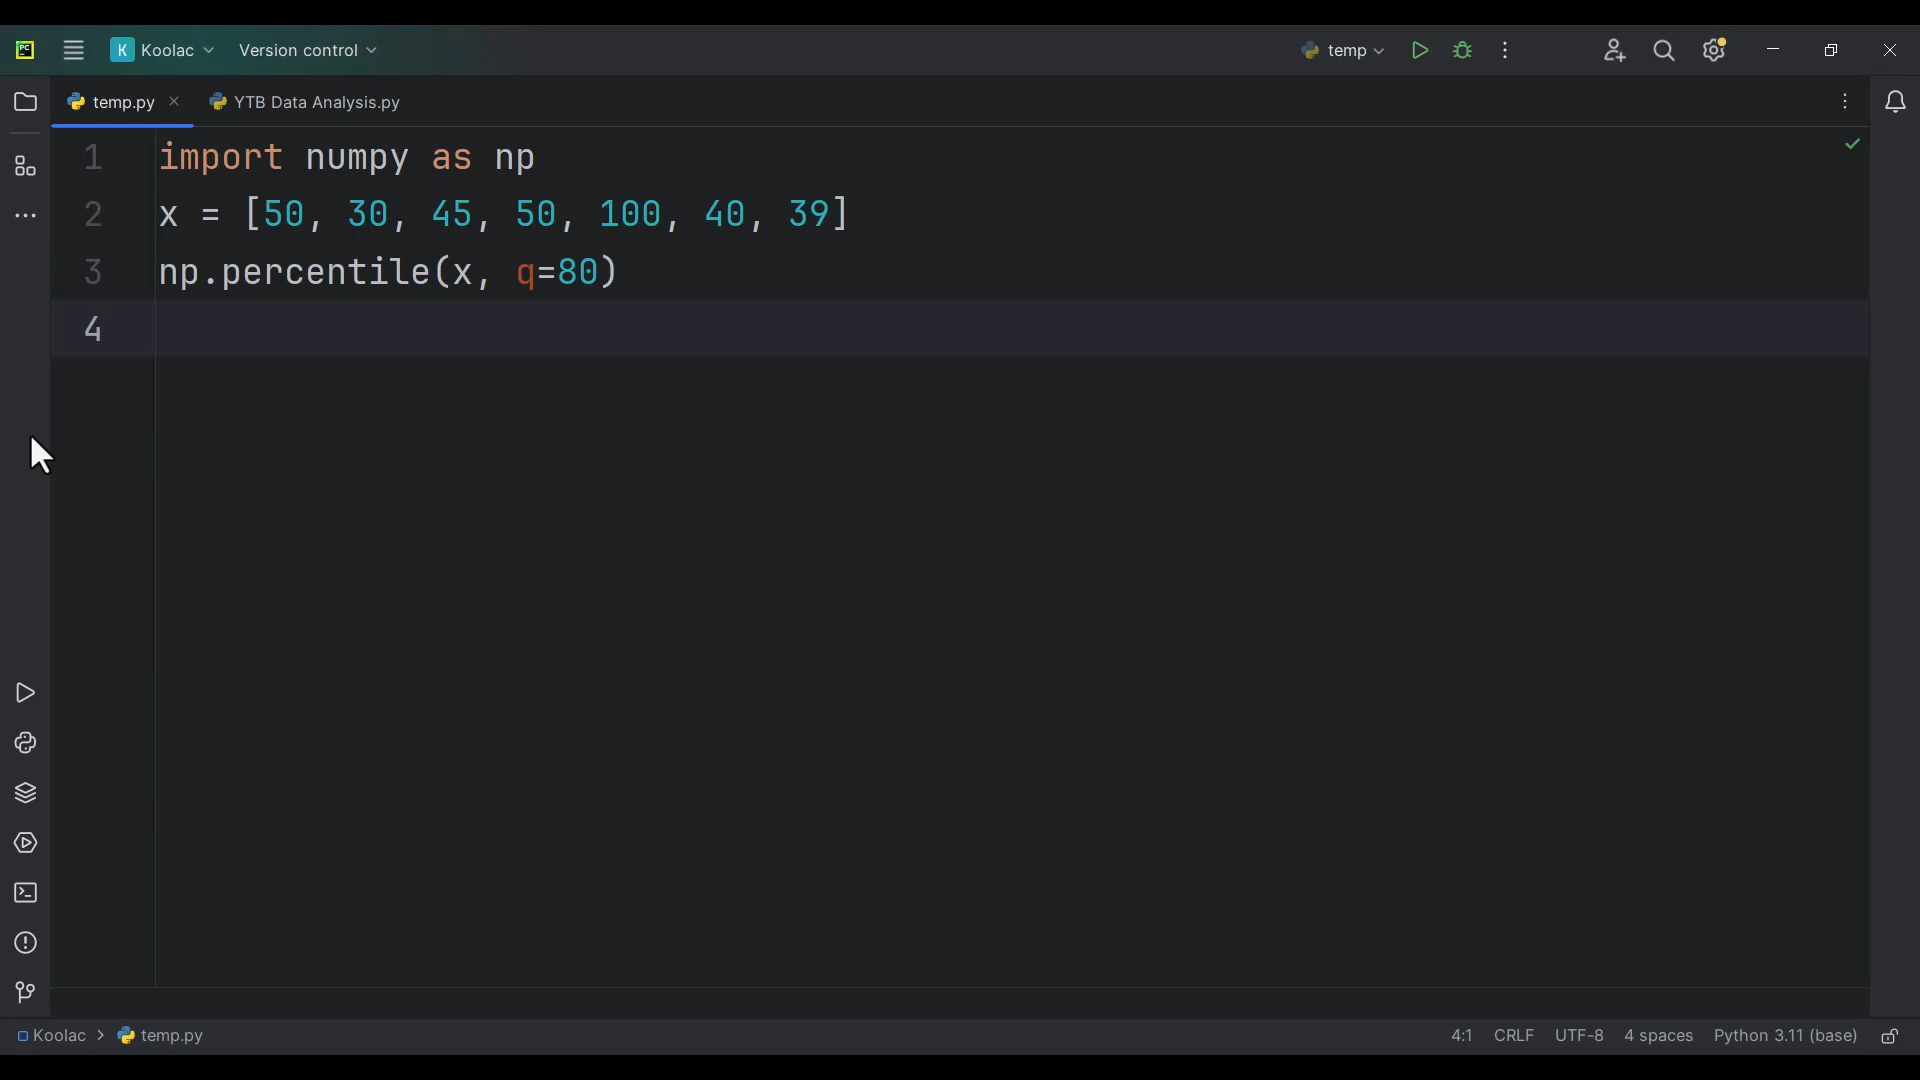 PC K Koolac Version control temp
temp.py YTB Data Analysis.py
1 import numpy as np
2 x = [50, 30, 45, 50, 100, 40, 39]
3 np.percentile(x, q=80)
4
Koolac > temp.py 4:1 CRLF UTF-8 4 spaces Python 3.11 (base)